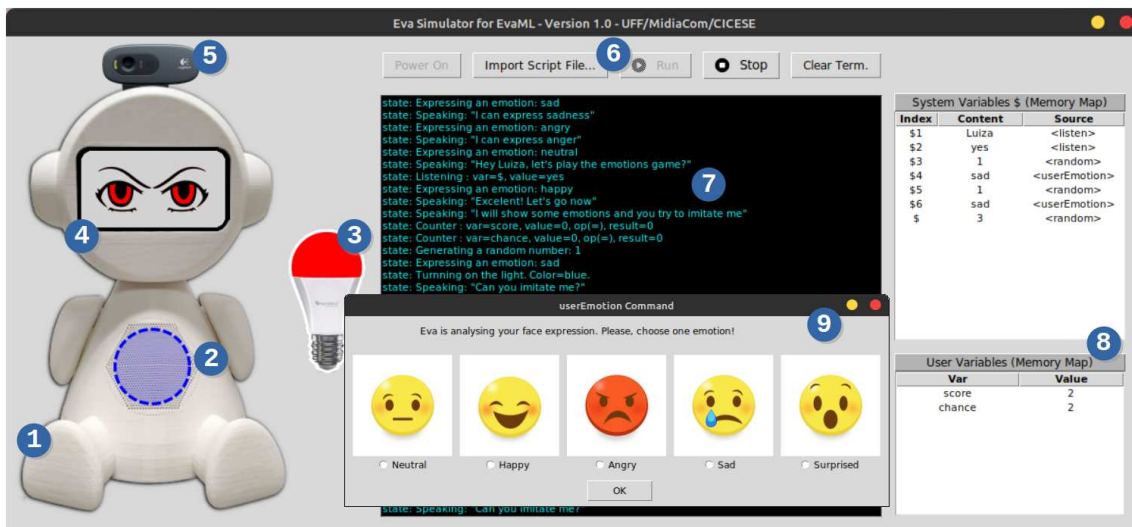 Eva Simulator for EvaML - Version 1.0 - UFF/MidiaCom/CICESE
5
6
Power On
Import Script File...
Run
Stop
Clear Term.
state: Expressing an emotion: sad
state: Speaking: "I can express sadness"
state: Expressing an emotion: angry
state: Speaking: "I can express anger"
state: Expressing an emotion: neutral
state: Speaking: "Hey Luiza, let's play the emotions game?"
state: Listening : var=$, value=yes
state: Expressing an emotion: happy
state: Speaking: "Excelent! Let's go now"
state: Speaking: "I will show some emotions and you try to imitate me"
state: Counter : var=score, value=0, op(=), result=0
state: Counter : var=chance, value=0, op(=), result=0
state: Generating a random number: 1
state: Expressing an emotion: sad
state: Turnning on the light. Color=blue.
state: Speaking: "Can you imitate me?"
7
4
3
2
1
System Variables $ (Memory Map)
Index Content Source
$1 Luiza <listen>
$2 yes <listen>
$3 1 <random>
$4 sad <userEmotion>
$5 1 <random>
$6 sad <userEmotion>
$ 3 <random>
8
User Variables (Memory Map)
Var Value
score 2
chance 2
userEmotion Command
9
Eva is analysing your face expression. Please, choose one emotion!
Neutral
Happy
Angry
Sad
Surprised
OK
state: Speaking: "Can you imitate me?"